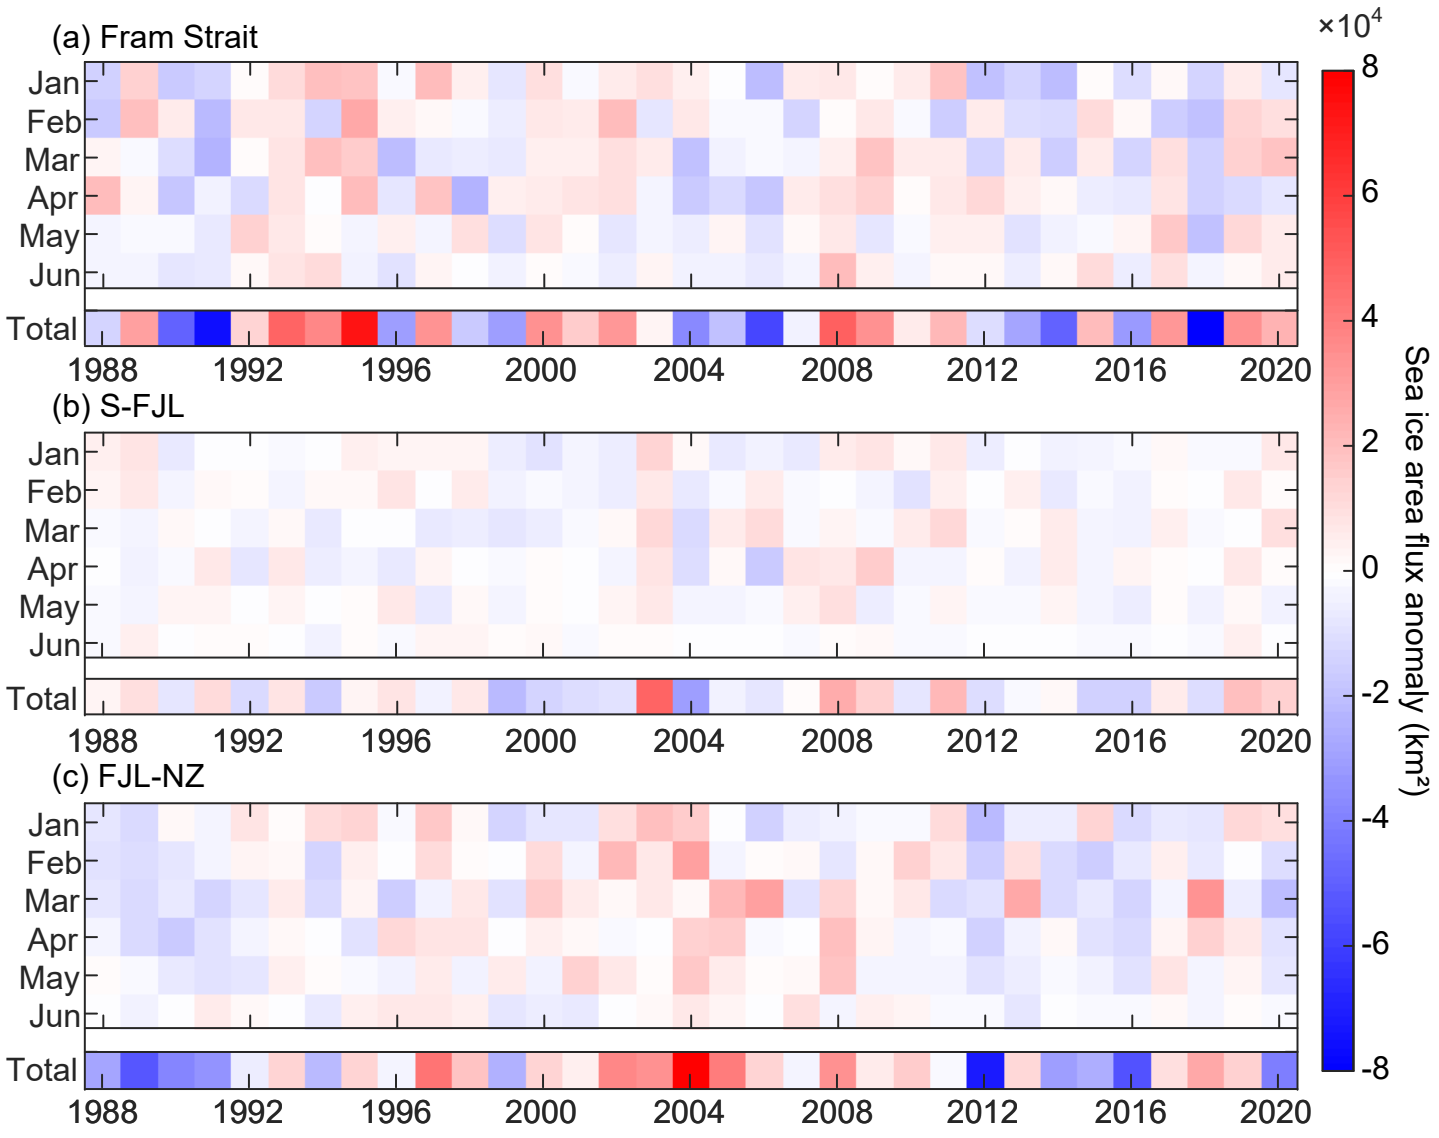 ×10⁴
(a) Fram Strait
Jan
Feb
Mar
Apr
May
Jun
Total
1988 1992 1996 2000 2004 2008 2012 2016 2020
(b) S-FJL
Jan
Feb
Mar
Apr
May
Jun
Total
1988 1992 1996 2000 2004 2008 2012 2016 2020
(c) FJL-NZ
Jan
Feb
Mar
Apr
May
Jun
Total
1988 1992 1996 2000 2004 2008 2012 2016 2020
8
6
4
2
0
-2
-4
-6
-8
Sea ice area flux anomaly (km²)